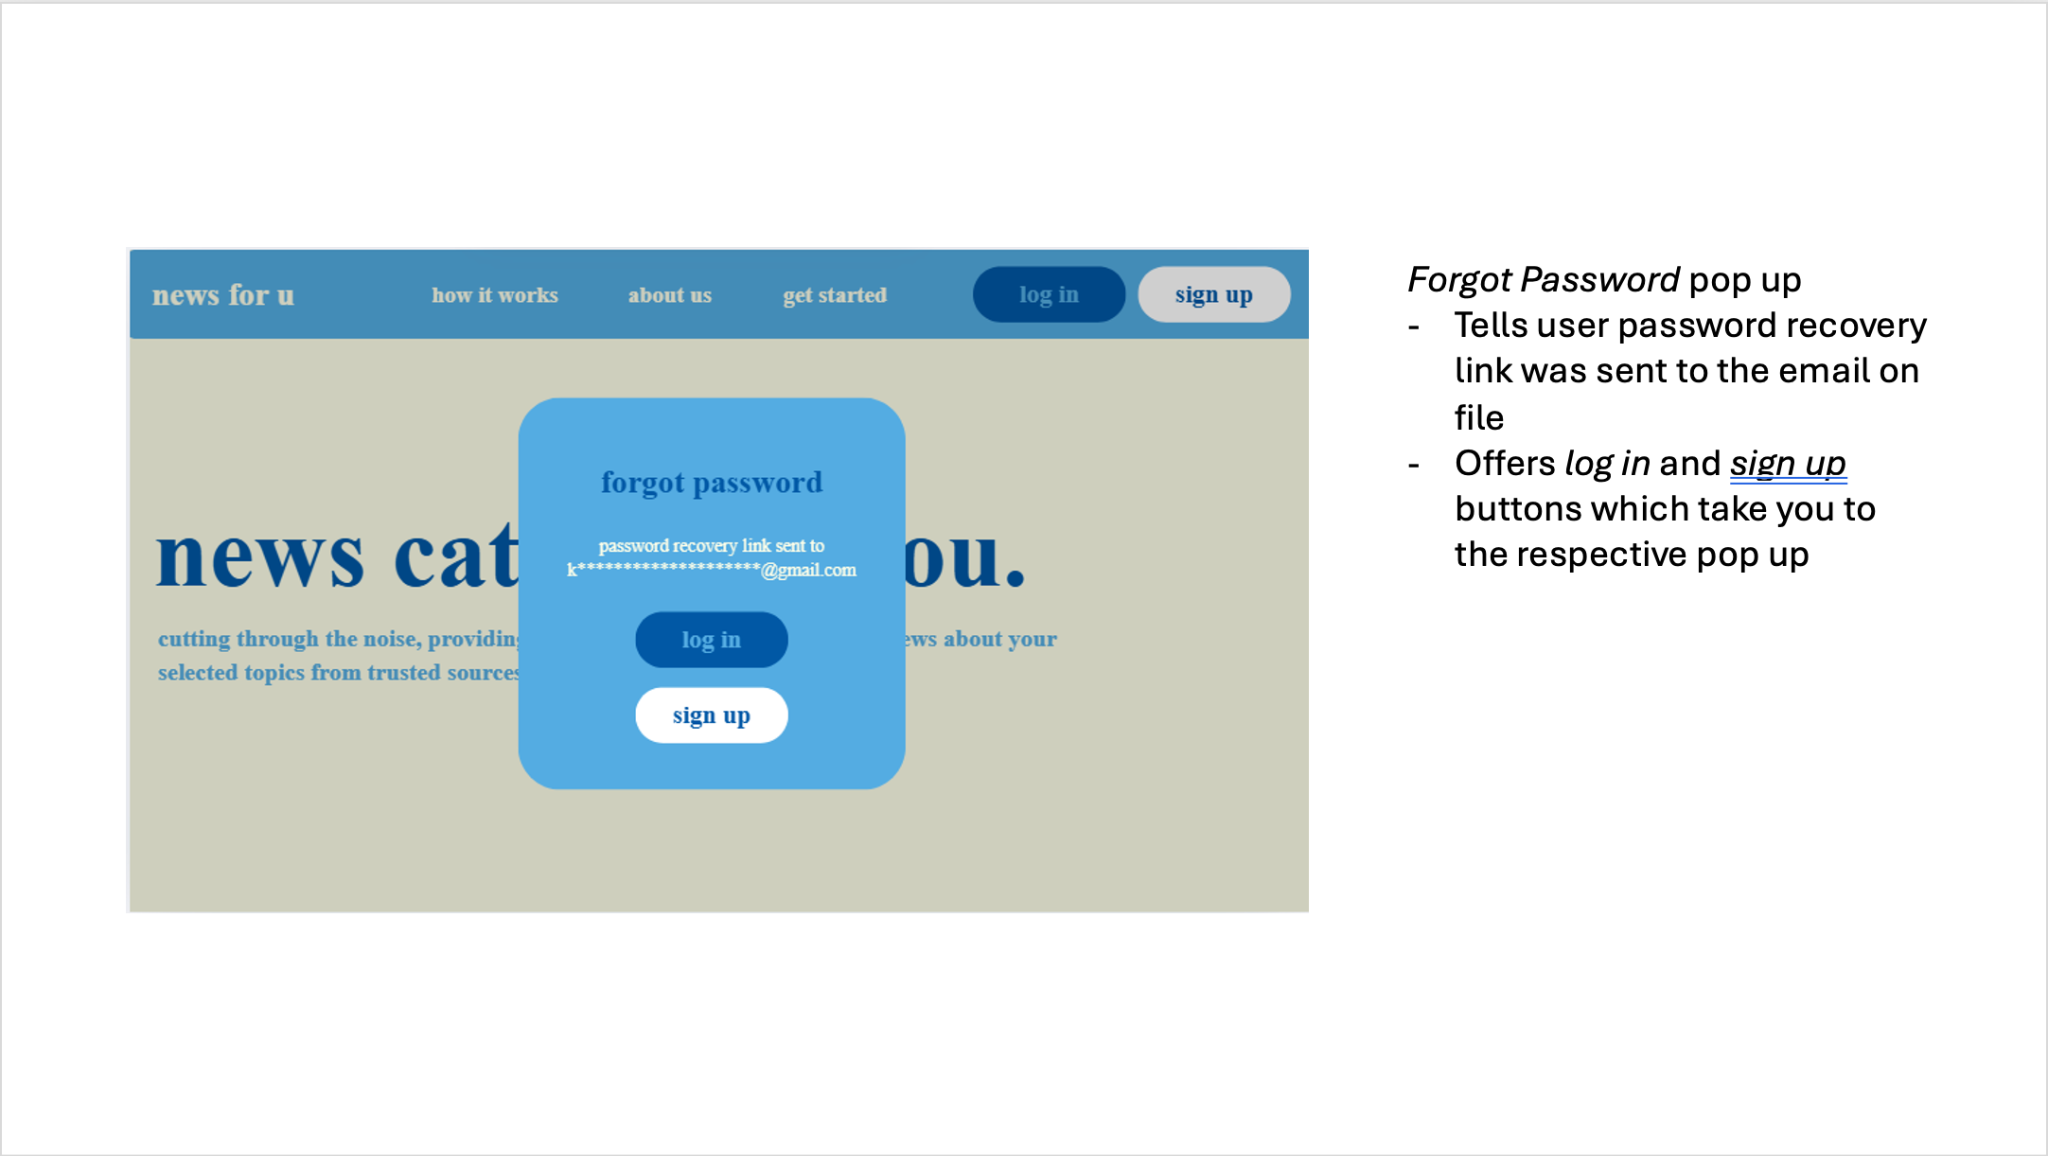 news for u
how it works
about us
get started
log in
sign up
forgot password
password recovery link sent to
k********************@gmail.com
log in
sign up
news cat
ou.
cutting through the noise, providing
ews about your
selected topics from trusted sources
Forgot Password pop up
- Tells user password recovery
link was sent to the email on
file
- Offers log in and sign up
buttons which take you to
the respective pop up